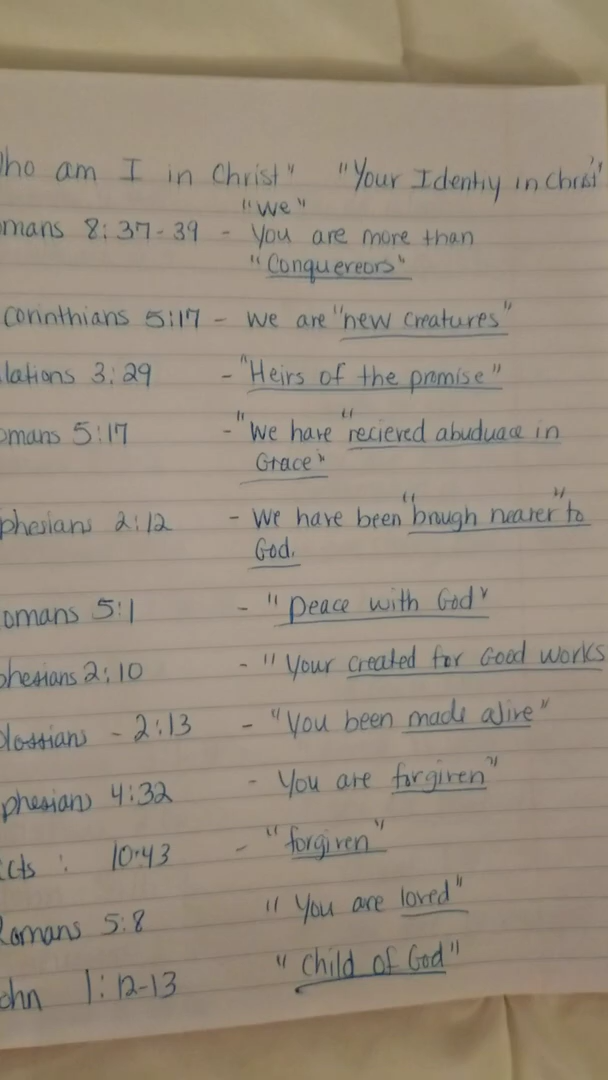 ho am I in Christ" "Your Identiy in Christ"
"We"
mans 8:37-39 - You are more than
"Conquereors"
corinthians 5:17 - we are "new creatures"
lations 3:29 - "Heirs of the promise"
omans 5:17 - "We have "recieved abuduace in
Grace"
phesians 2:12 - We have been "brough nearer" to
God.
omans 5:1 - "peace with God"
phesians 2:10 - "Your created for Good works
olossians - 2:13 - "You been made alive"
phesians 4:32 - You are forgiven"
cts : 10:43 - "forgiven"
Romans 5:8 "You are loved"
ohn 1:12-13 "Child of God"